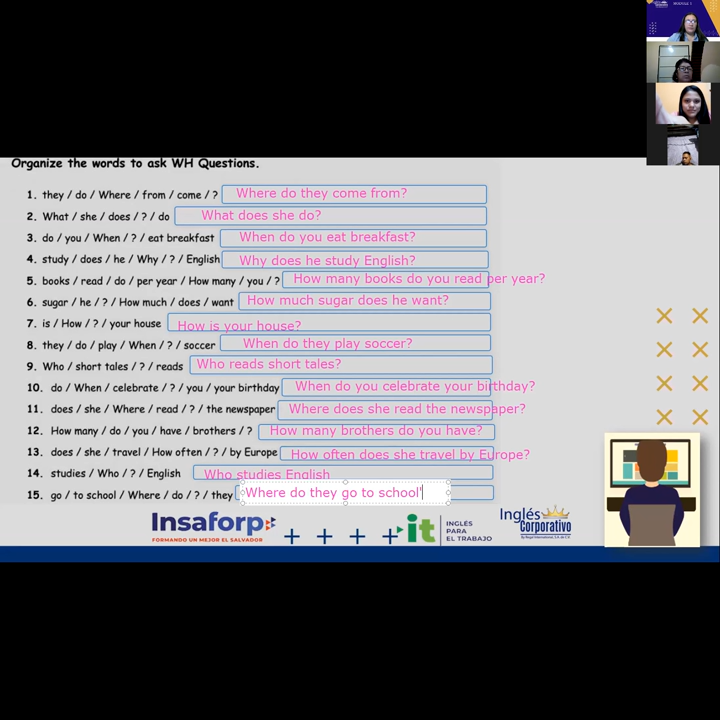 MODULE I
Organize the words to ask WH Questions.
1. they / do / Where / from / come / ? Where do they come from?
2. What / she / does / ? / do What does she do?
3. do / you / When / ? / eat breakfast When do you eat breakfast?
4. study / does / he / Why / ? / English Why does he study English?
5. books / read / do / per year / How many / you / ? How many books do you read per year?
6. sugar / he / ? / How much / does / want How much sugar does he want?
7. is / How / ? / your house How is your house?
8. they / do / play / When / ? / soccer When do they play soccer?
9. Who / short tales / ? / reads Who reads short tales?
10. do / When / celebrate / ? / you / your birthday When do you celebrate your birthday?
11. does / she / Where / read / ? / the newspaper Where does she read the newspaper?
12. How many / do / you / have / brothers / ? How many brothers do you have?
13. does / she / travel / How often / ? / by Europe How often does she travel by Europe?
14. studies / Who / ? / English Who studies English
15. go / to school / Where / do / ? / they Where do they go to school'
Insaforp
FORMANDO UN MEJOR EL SALVADOR
it INGLÉS
PARA
EL TRABAJO
Inglés
Corporativo